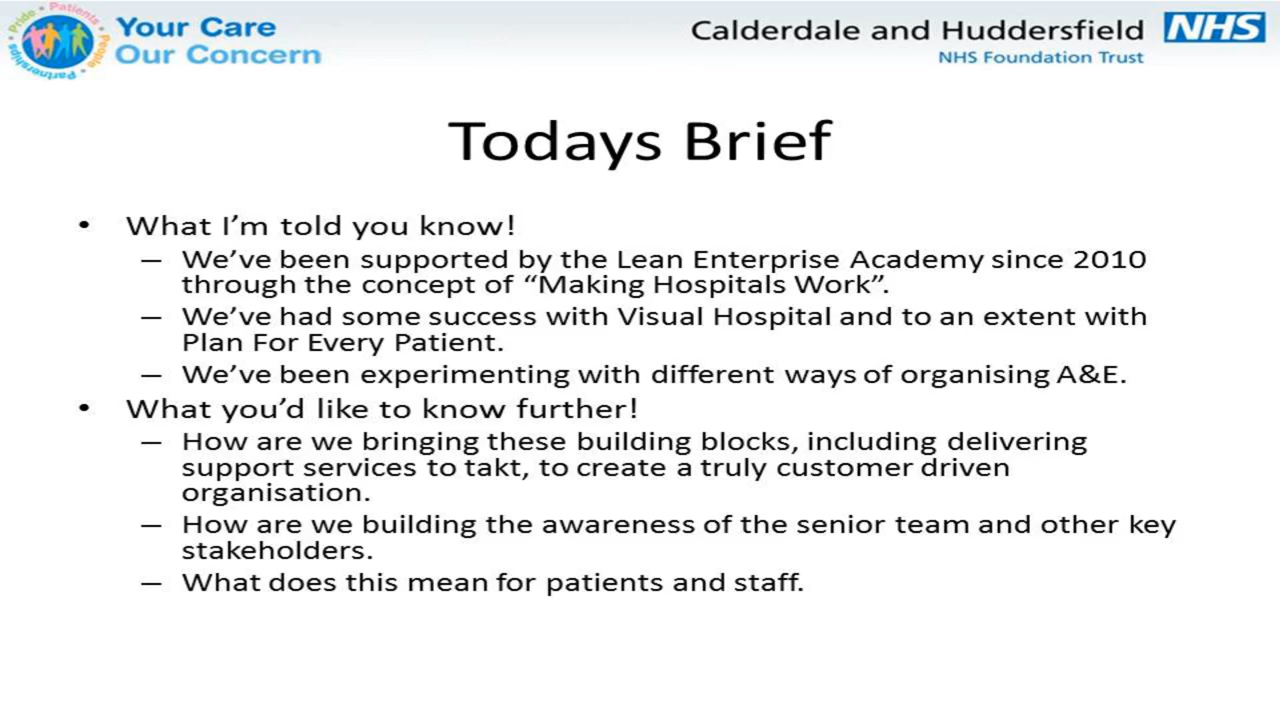 Pride • Patients • People • Partnerships •
Your Care
Our Concern
Calderdale and Huddersfield NHS
NHS Foundation Trust
Todays Brief
• What I'm told you know!
– We've been supported by the Lean Enterprise Academy since 2010
through the concept of “Making Hospitals Work”.
– We've had some success with Visual Hospital and to an extent with
Plan For Every Patient.
– We've been experimenting with different ways of organising A&E.
• What you'd like to know further!
– How are we bringing these building blocks, including delivering
support services to takt, to create a truly customer driven
organisation.
– How are we building the awareness of the senior team and other key
stakeholders.
– What does this mean for patients and staff.